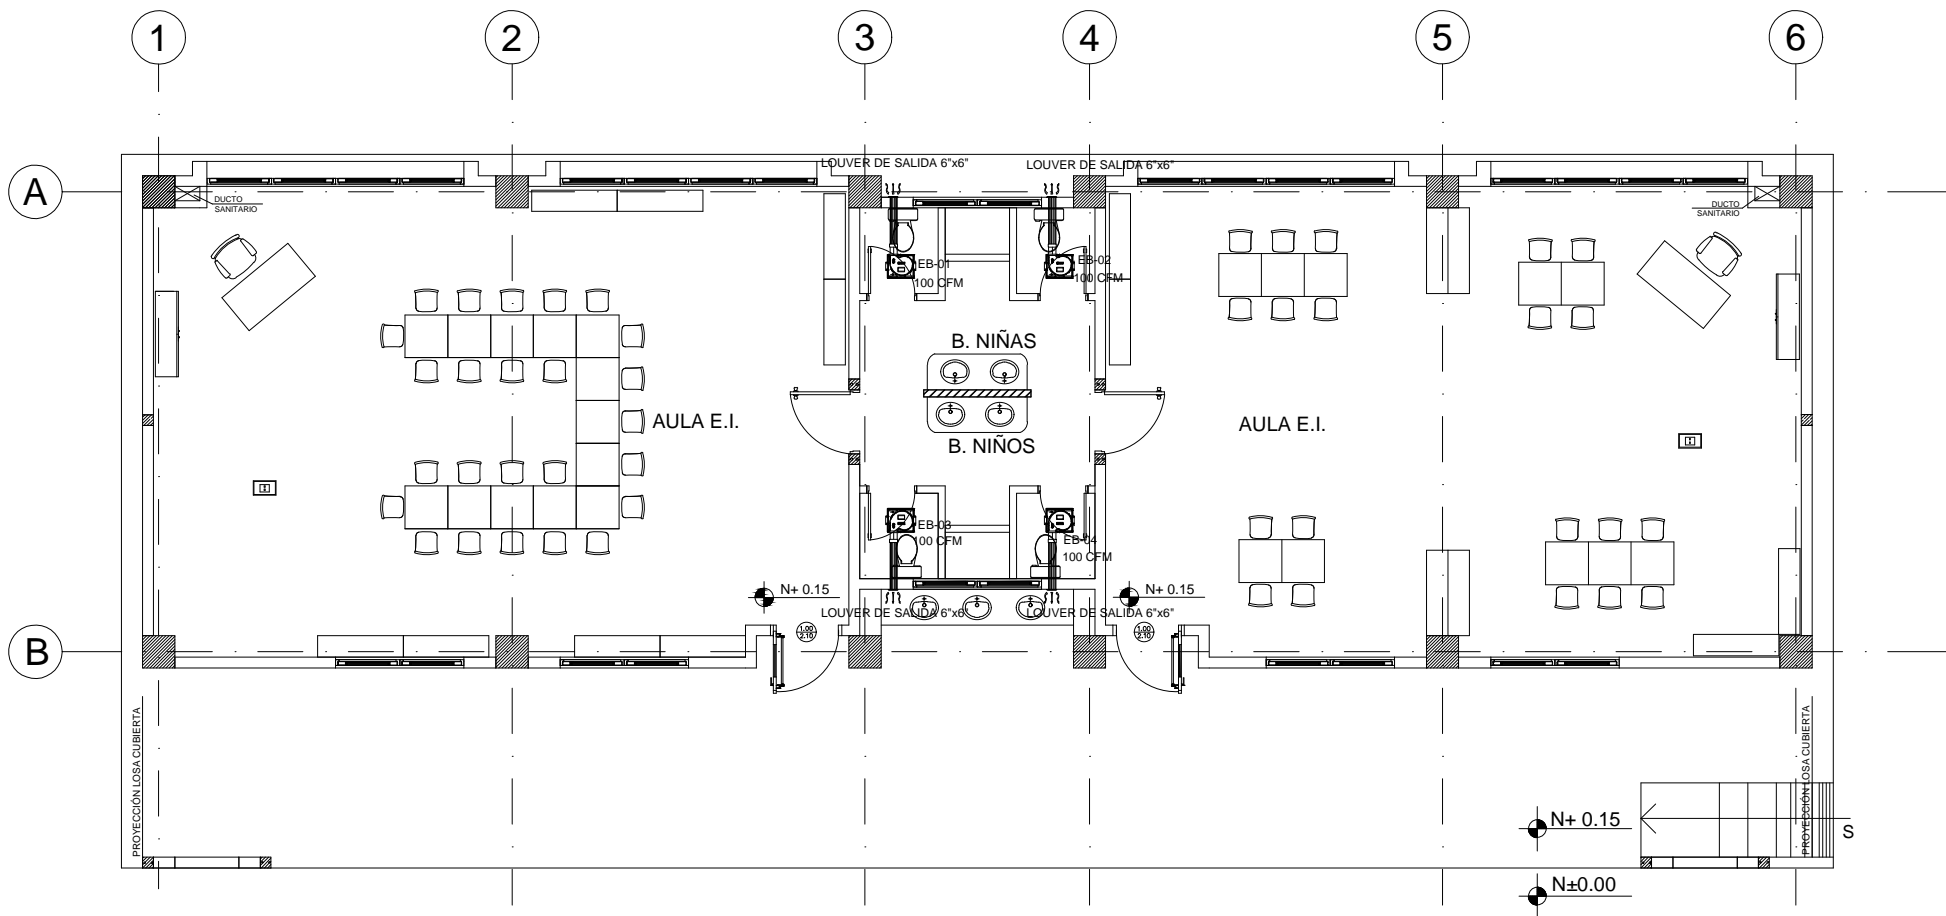 1
2
3
4
5
6
A
LOUVER DE SALIDA 6"x6"
LOUVER DE SALIDA 6"x6"
DUCTO
SANITARIO
DUCTO
SANITARIO
EB-01
100 CFM
EB-02
100 CFM
B. NIÑAS
AULA E.I.
B. NIÑOS
AULA E.I.
EB-03
100 CFM
EB-04
100 CFM
N+ 0.15
N+ 0.15
LOUVER DE SALIDA 6"x6"
LOUVER DE SALIDA 6"x6"
1.00
2.10
1.00
2.10
B
PROYECCIÓN LOSA CUBIERTA
PROYECCIÓN LOSA CUBIERTA
N+ 0.15
S
N±0.00